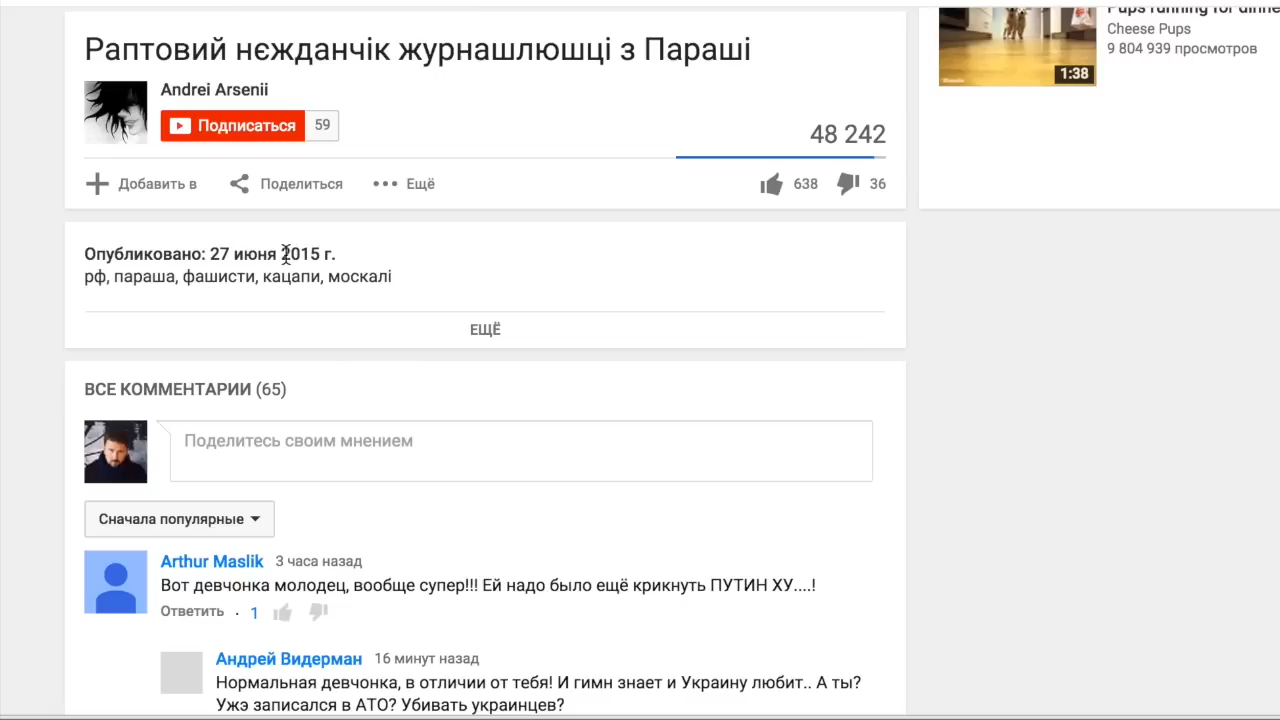 Раптовий нєжданчік журнашлюшці з Параші
Andrei Arsenii
Подписаться 59
48 242
Добавить в Поделиться Ещё 638 36
Опубликовано: 27 июня 2015 г.
рф, параша, фашисти, кацапи, москалі
ЕЩЁ
ВСЕ КОММЕНТАРИИ (65)
Поделитесь своим мнением
Сначала популярные
Arthur Maslik 3 часа назад
Вот девчонка молодец, вообще супер!!! Ей надо было ещё крикнуть ПУТИН ХУ....!
Ответить · 1
Андрей Видерман 16 минут назад
Нормальная девчонка, в отличии от тебя! И гимн знает и Украину любит.. А ты?
Ужэ записался в АТО? Убивать украинцев?
Pups running for dinne
Cheese Pups
9 804 939 просмотров
1:38